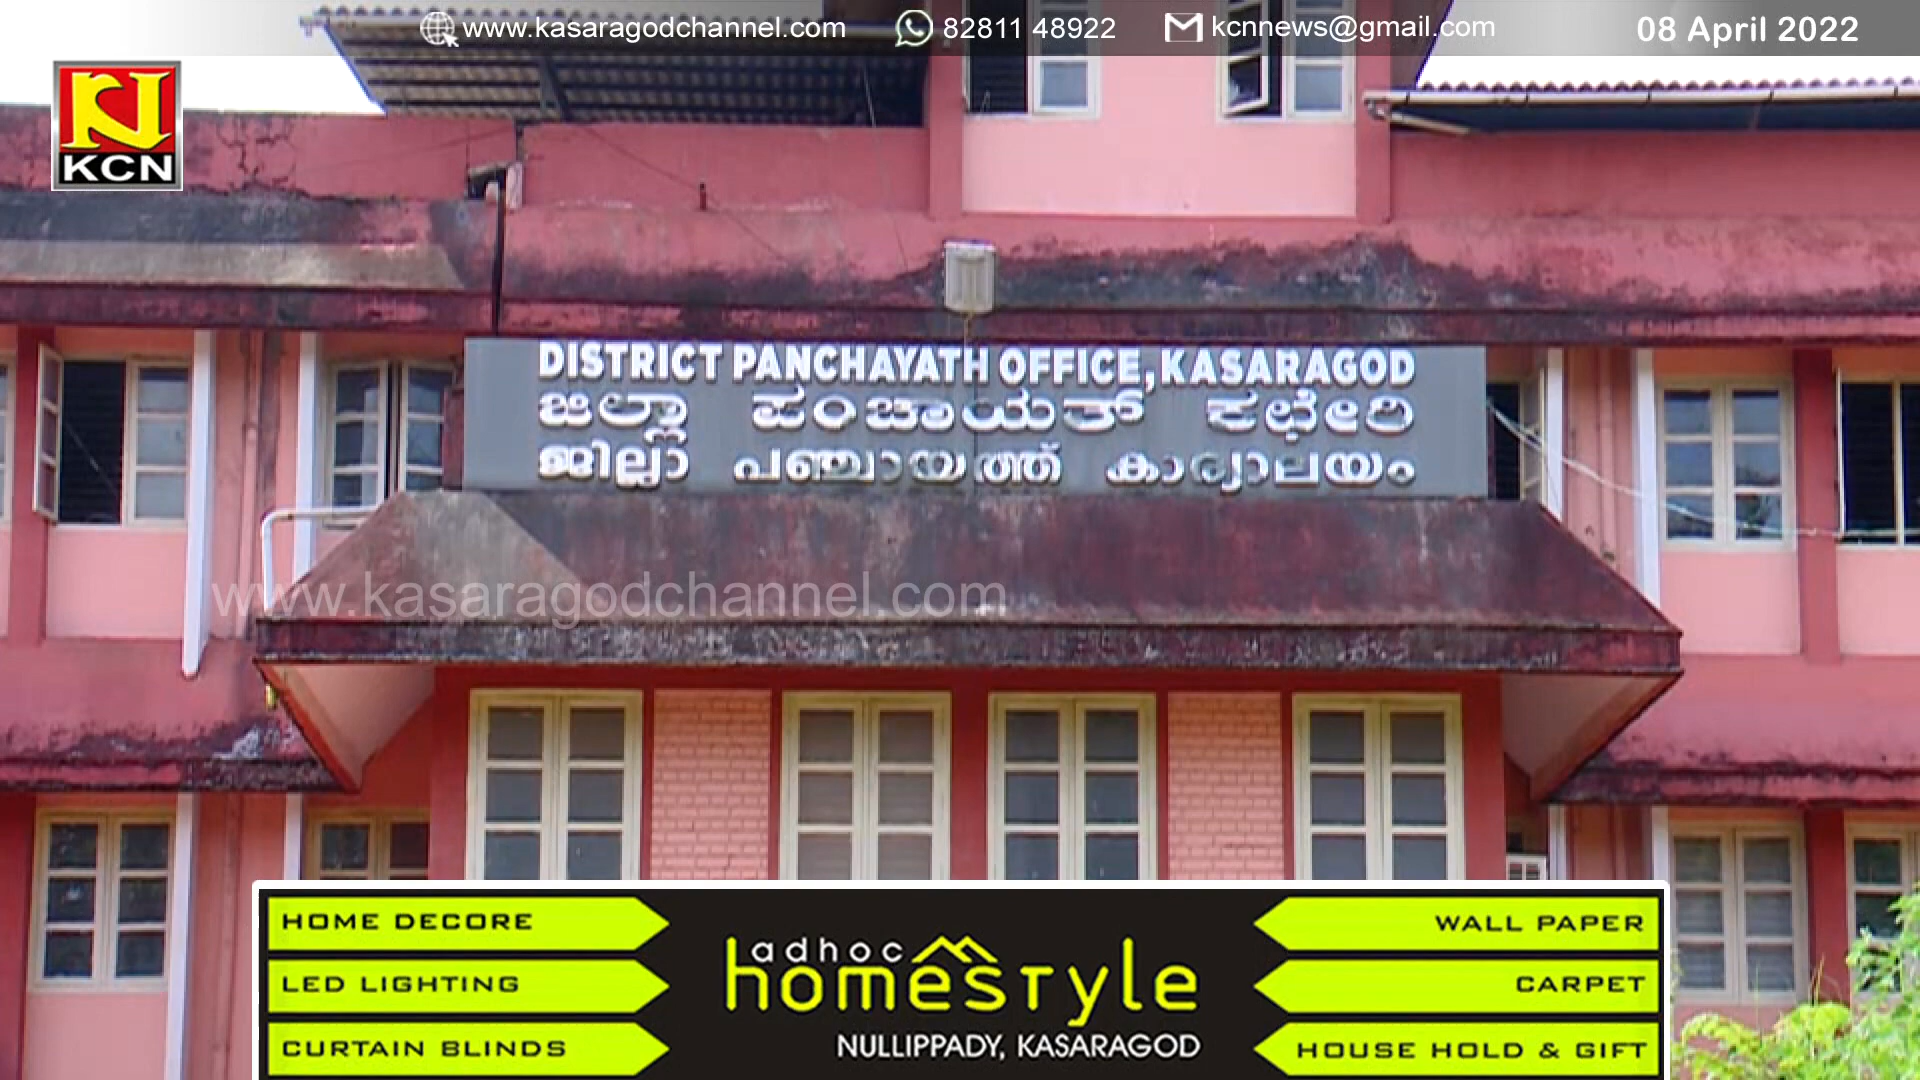 www.kasaragodchannel.com 82811 48922 kcnnews@gmail.com 08 April 2022
KCN
DISTRICT PANCHAYATH OFFICE, KASARAGOD
ಜಿಲ್ಲಾ ಪಂಚಾಯತ್ ಕಛೇರಿ
ജില്ലാ പഞ്ചായത്ത് കാര്യാലയം
www.kasaragodchannel.com
HOME DECORE
LED LIGHTING
CURTAIN BLINDS
adhoc
homestyle
NULLIPPADY, KASARAGOD
WALL PAPER
CARPET
HOUSE HOLD & GIFT